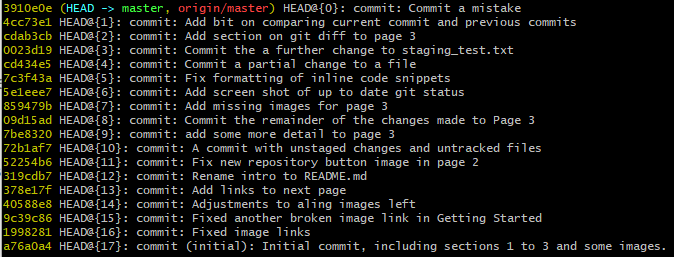 3910e0e (HEAD -> master, origin/master) HEAD@{0}: commit: Commit a mistake
4cc73e1 HEAD@{1}: commit: Add bit on comparing current commit and previous commits
cdab3cb HEAD@{2}: commit: Add section on git diff to page 3
0023d19 HEAD@{3}: commit: Commit the a further change to staging_test.txt
cd434e5 HEAD@{4}: commit: Commit a partial change to a file
7c3f43a HEAD@{5}: commit: Fix formatting of inline code snippets
5e1eee7 HEAD@{6}: commit: Add screen shot of up to date git status
859479b HEAD@{7}: commit: Add missing images for page 3
09d15ad HEAD@{8}: commit: Commit the remainder of the changes made to Page 3
7be8320 HEAD@{9}: commit: add some more detail to page 3
72b1af7 HEAD@{10}: commit: A commit with unstaged changes and untracked files
52254b6 HEAD@{11}: commit: Fix new repository button image in page 2
319cdb7 HEAD@{12}: commit: Rename intro to README.md
378e17f HEAD@{13}: commit: Add links to next page
40588e8 HEAD@{14}: commit: Adjustments to aling images left
9c39c86 HEAD@{15}: commit: Fixed another broken image link in Getting Started
1998281 HEAD@{16}: commit: Fixed image links
a76a0a4 HEAD@{17}: commit (initial): Initial commit, including sections 1 to 3 and some images.